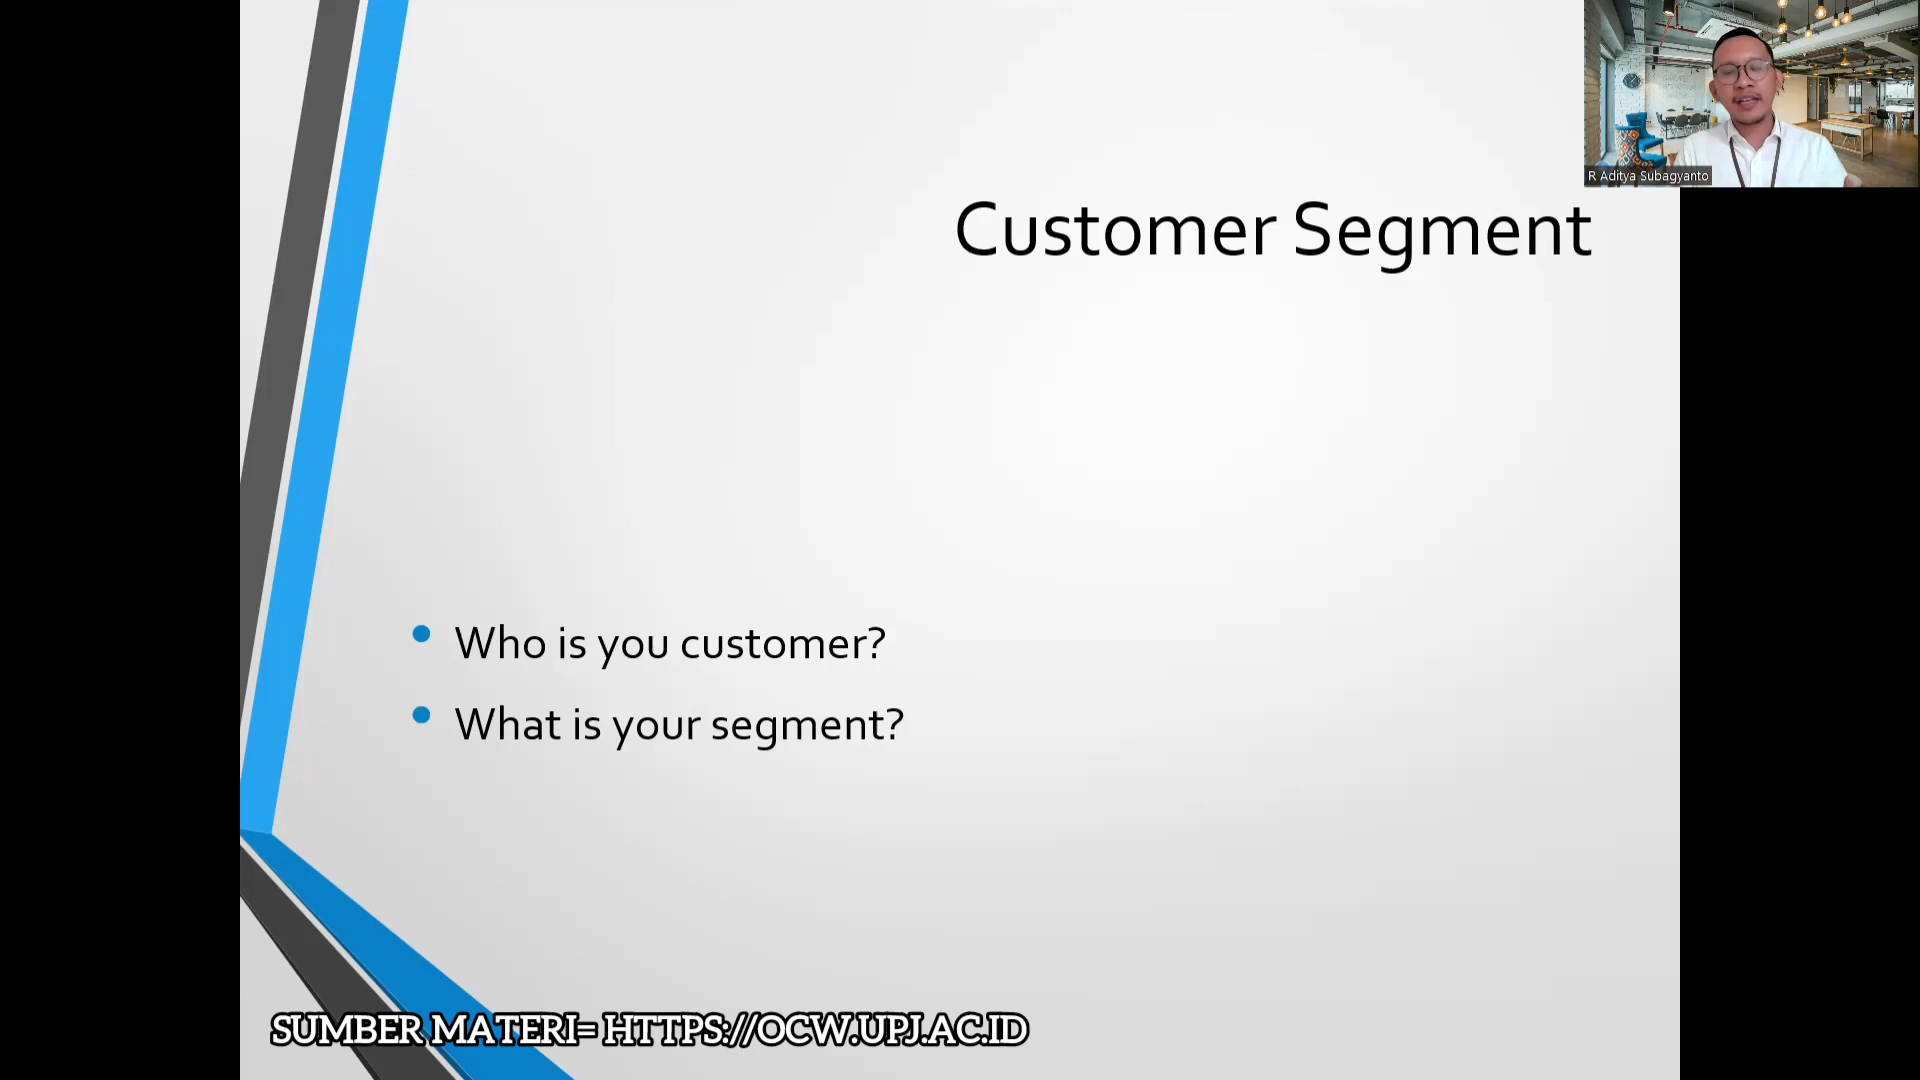 R Aditya Subagyanto
Customer Segment
Who is you customer?
What is your segment?
SUMBER MATERI= HTTPS://OCW.UPJ.AC.ID